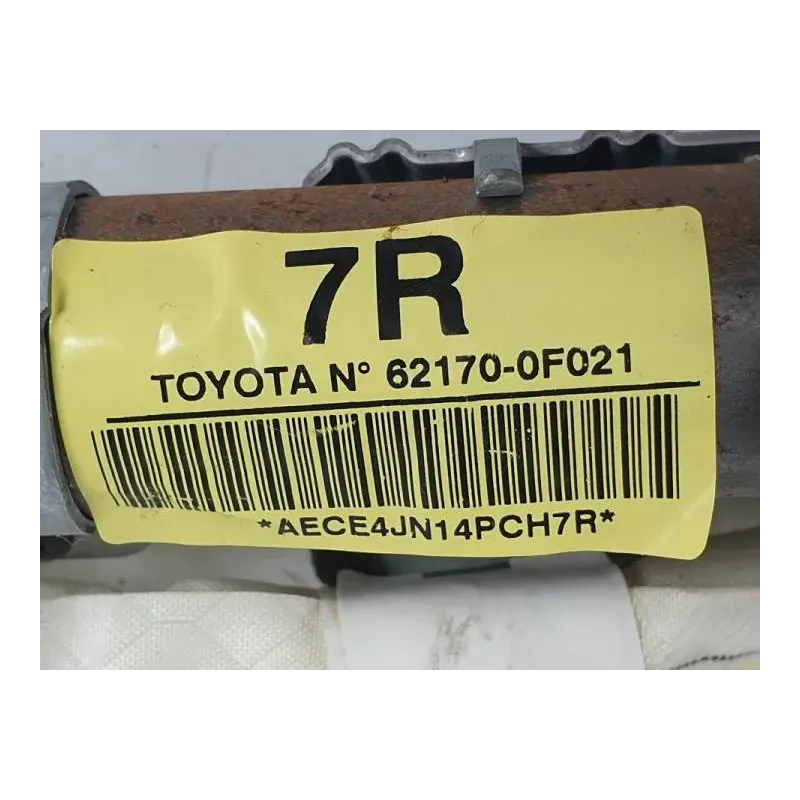 7R
TOYOTA N° 62170-0F021
*AECE4JN14PCH7R*